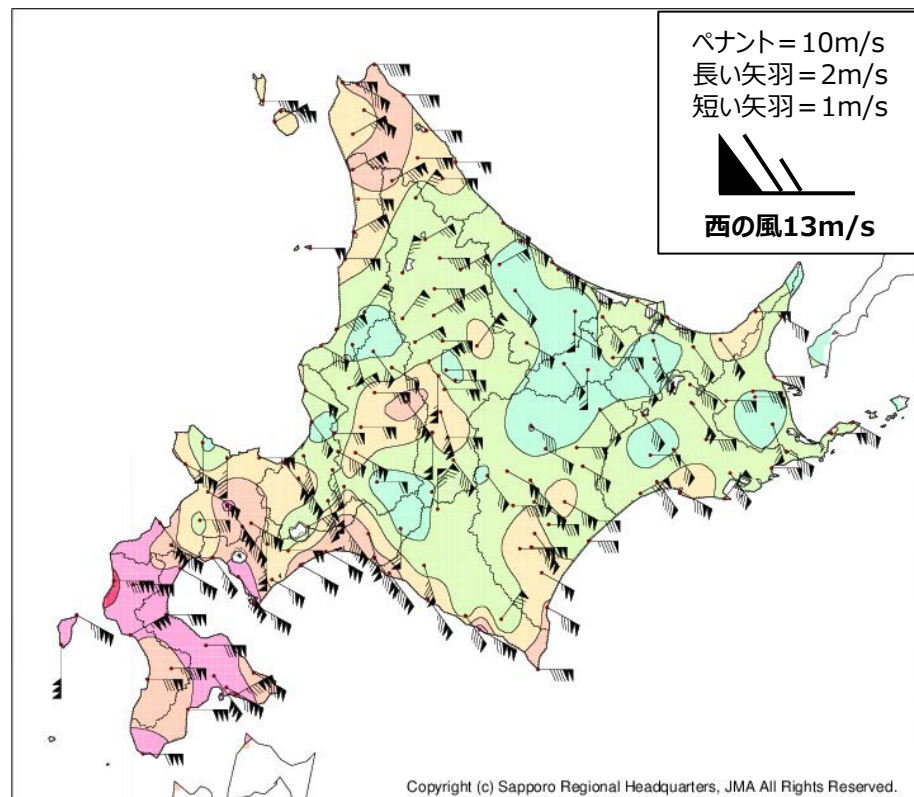 ペナント＝10m/s
長い矢羽＝2m/s
短い矢羽＝1m/s
西の風13m/s
Copyright (c) Sapporo Regional Headquarters, JMA All Rights Reserved.